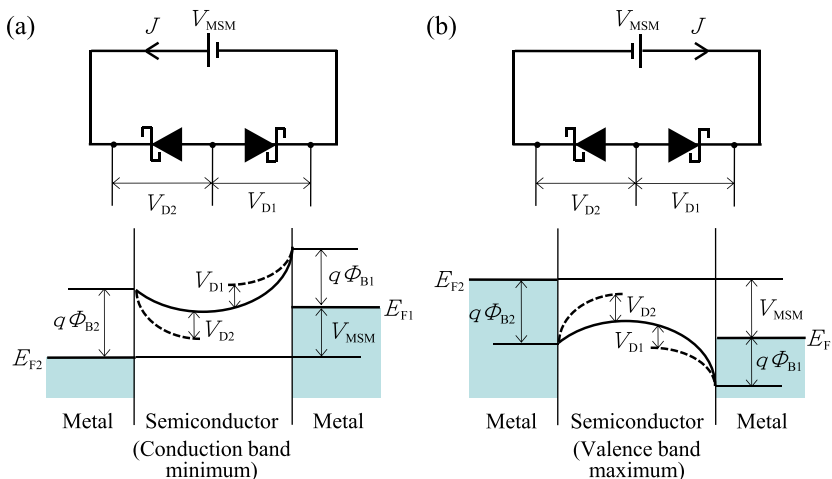 (a)
J
V_MSM
V_D2
V_D1
V_D1
qΦ_B1
qΦ_B2
V_D2
E_F1
V_MSM
E_F2
Metal
Semiconductor
(Conduction band
minimum)
Metal
(b)
V_MSM
J
V_D2
V_D1
E_F2
V_D2
qΦ_B2
V_MSM
V_D1
E_F
qΦ_B1
Metal
Semiconductor
(Valence band
maximum)
Metal